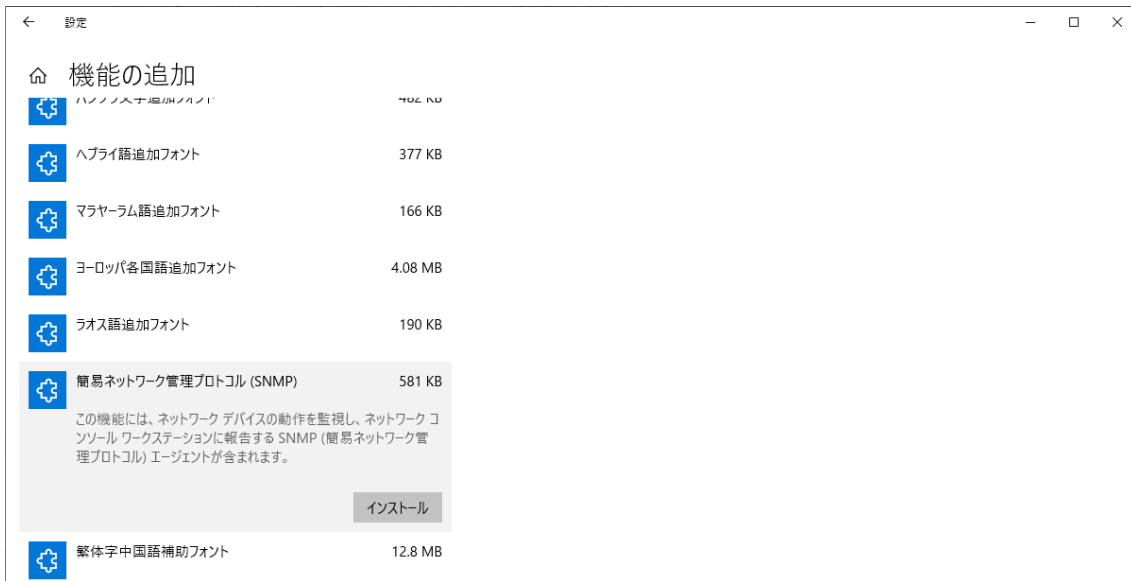 設定
機能の追加
ヘブライ語追加フォント 377 KB
マラヤーラム語追加フォント 166 KB
ヨーロッパ各国語追加フォント 4.08 MB
ラオス語追加フォント 190 KB
簡易ネットワーク管理プロトコル (SNMP) 581 KB
この機能には、ネットワーク デバイスの動作を監視し、ネットワーク コ
ンソール ワークステーションに報告する SNMP (簡易ネットワーク管
理プロトコル) エージェントが含まれます。
インストール
繁体字中国語補助フォント 12.8 MB